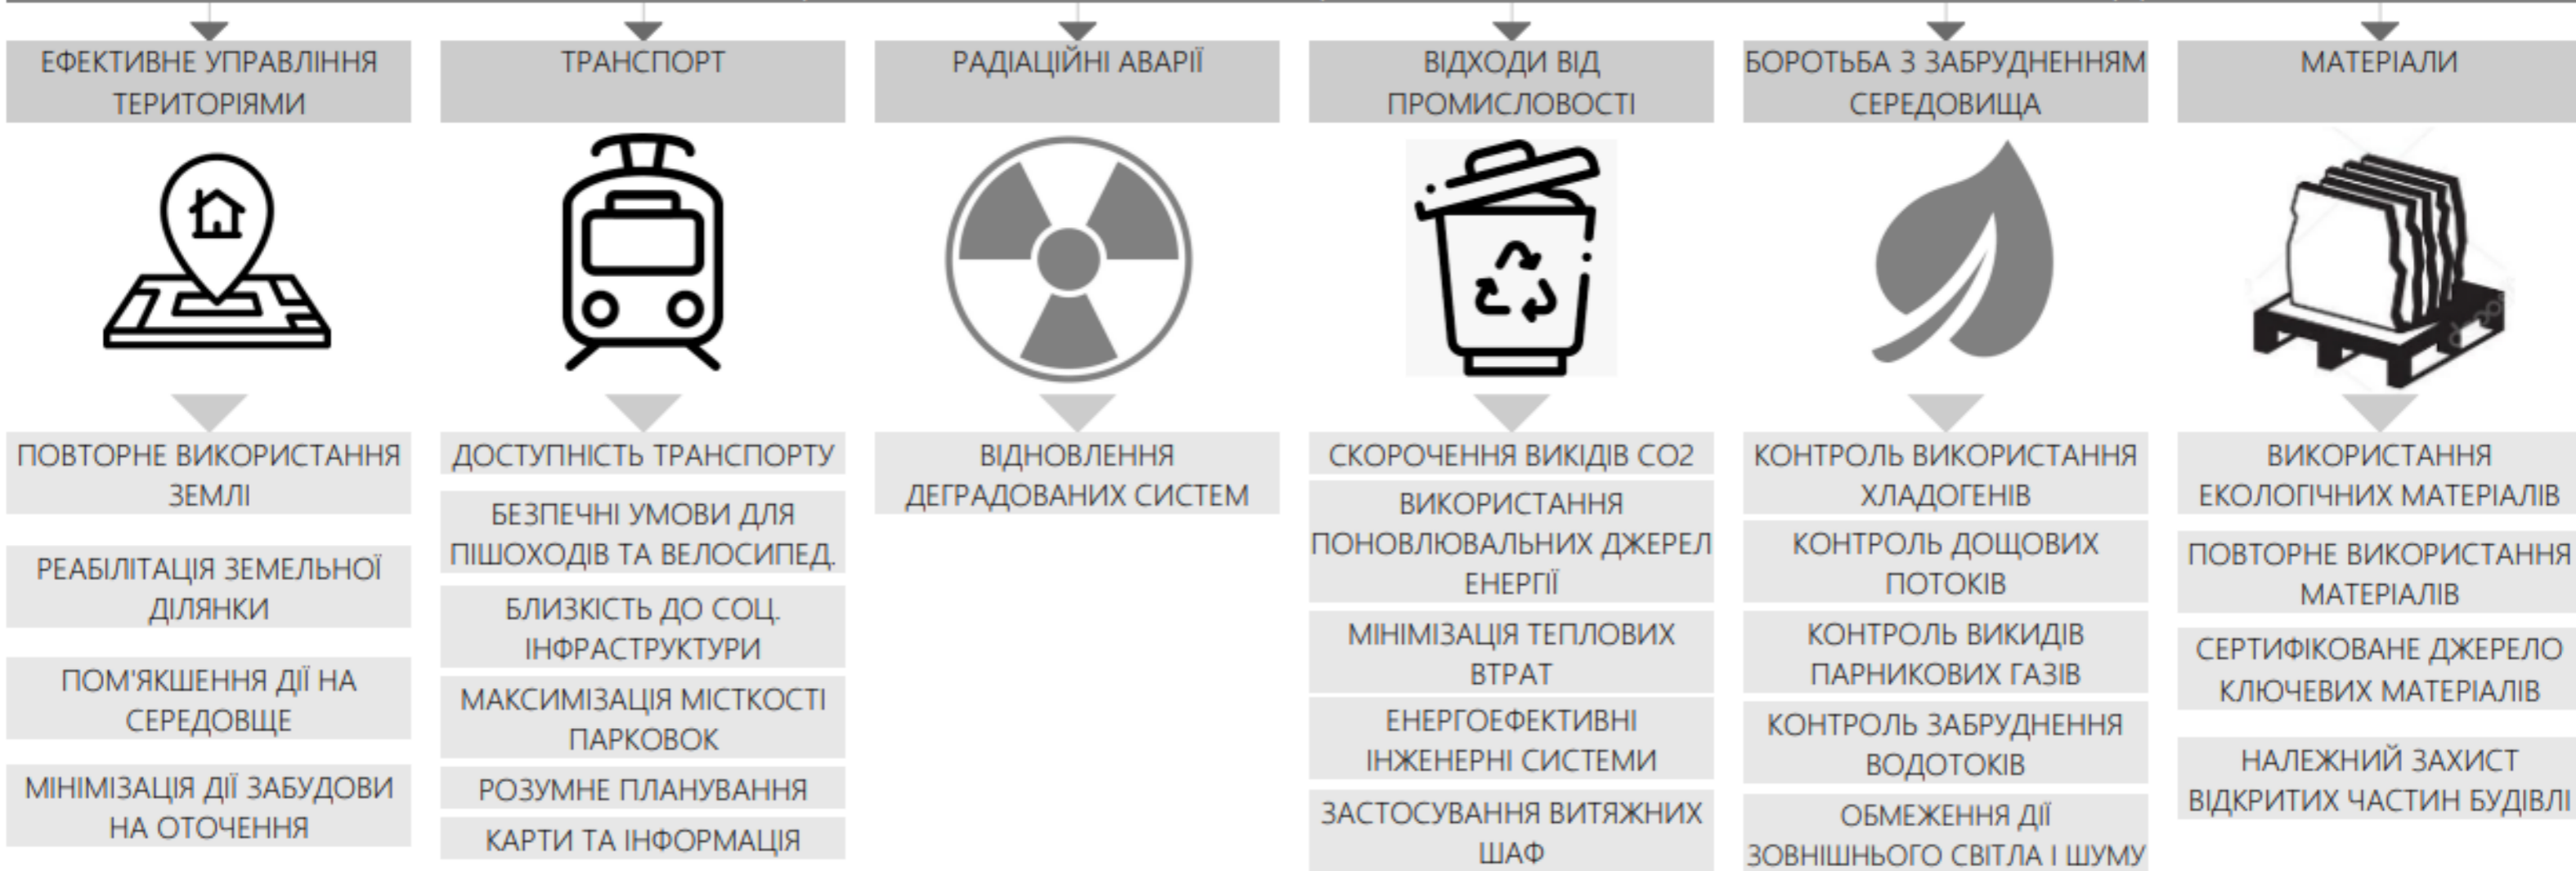 ЕФЕКТИВНЕ УПРАВЛІННЯ
ТЕРИТОРІЯМИ
ТРАНСПОРТ
РАДІАЦІЙНІ АВАРІЇ
ВІДХОДИ ВІД
ПРОМИСЛОВОСТІ
БОРОТЬБА З ЗАБРУДНЕННЯМ
СЕРЕДОВИЩА
МАТЕРІАЛИ
ПОВТОРНЕ ВИКОРИСТАННЯ
ЗЕМЛІ
РЕАБІЛІТАЦІЯ ЗЕМЕЛЬНОЇ
ДІЛЯНКИ
ПОМ'ЯКШЕННЯ ДІЇ НА
СЕРЕДОВЩЕ
МІНІМІЗАЦІЯ ДІЇ ЗАБУДОВИ
НА ОТОЧЕННЯ
ДОСТУПНІСТЬ ТРАНСПОРТУ
БЕЗПЕЧНІ УМОВИ ДЛЯ
ПІШОХОДІВ ТА ВЕЛОСИПЕД.
БЛИЗКІСТЬ ДО СОЦ.
ІНФРАСТРУКТУРИ
МАКСИМІЗАЦІЯ МІСТКОСТІ
ПАРКОВОК
РОЗУМНЕ ПЛАНУВАННЯ
КАРТИ ТА ІНФОРМАЦІЯ
ВІДНОВЛЕННЯ
ДЕГРАДОВАНИХ СИСТЕМ
СКОРОЧЕННЯ ВИКІДІВ СО2
ВИКОРИСТАННЯ
ПОНОВЛЮВАЛЬНИХ ДЖЕРЕЛ
ЕНЕРГІЇ
МІНІМІЗАЦІЯ ТЕПЛОВИХ
ВТРАТ
ЕНЕРГОЕФЕКТИВНІ
ІНЖЕНЕРНІ СИСТЕМИ
ЗАСТОСУВАННЯ ВИТЯЖНИХ
ШАФ
КОНТРОЛЬ ВИКОРИСТАННЯ
ХЛАДОГЕНІВ
КОНТРОЛЬ ДОЩОВИХ
ПОТОКІВ
КОНТРОЛЬ ВИКИДІВ
ПАРНИКОВИХ ГАЗІВ
КОНТРОЛЬ ЗАБРУДНЕННЯ
ВОДОТОКІВ
ОБМЕЖЕННЯ ДІЇ
ЗОВНІШНЬОГО СВІТЛА І ШУМУ
ВИКОРИСТАННЯ
ЕКОЛОГІЧНИХ МАТЕРІАЛІВ
ПОВТОРНЕ ВИКОРИСТАННЯ
МАТЕРІАЛІВ
СЕРТИФІКОВАНЕ ДЖЕРЕЛО
КЛЮЧЕВИХ МАТЕРІАЛІВ
НАЛЕЖНИЙ ЗАХИСТ
ВІДКРИТИХ ЧАСТИН БУДІВЛІ